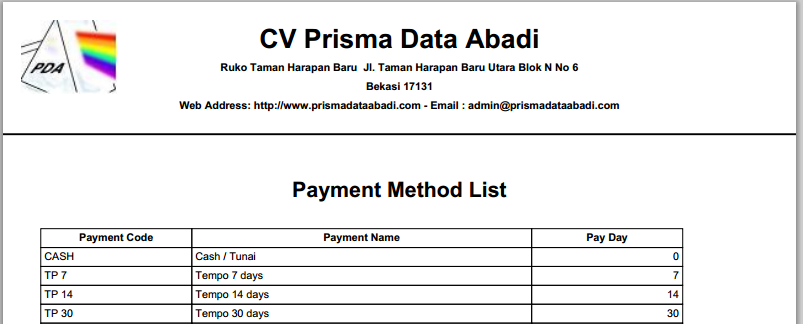 PDA
CV Prisma Data Abadi
Ruko Taman Harapan Baru Jl. Taman Harapan Baru Utara Blok N No 6
Bekasi 17131
Web Address: http://www.prismadataabadi.com - Email : admin@prismadataabadi.com
Payment Method List
Payment Code Payment Name Pay Day
CASH Cash / Tunai 0
TP 7 Tempo 7 days 7
TP 14 Tempo 14 days 14
TP 30 Tempo 30 days 30